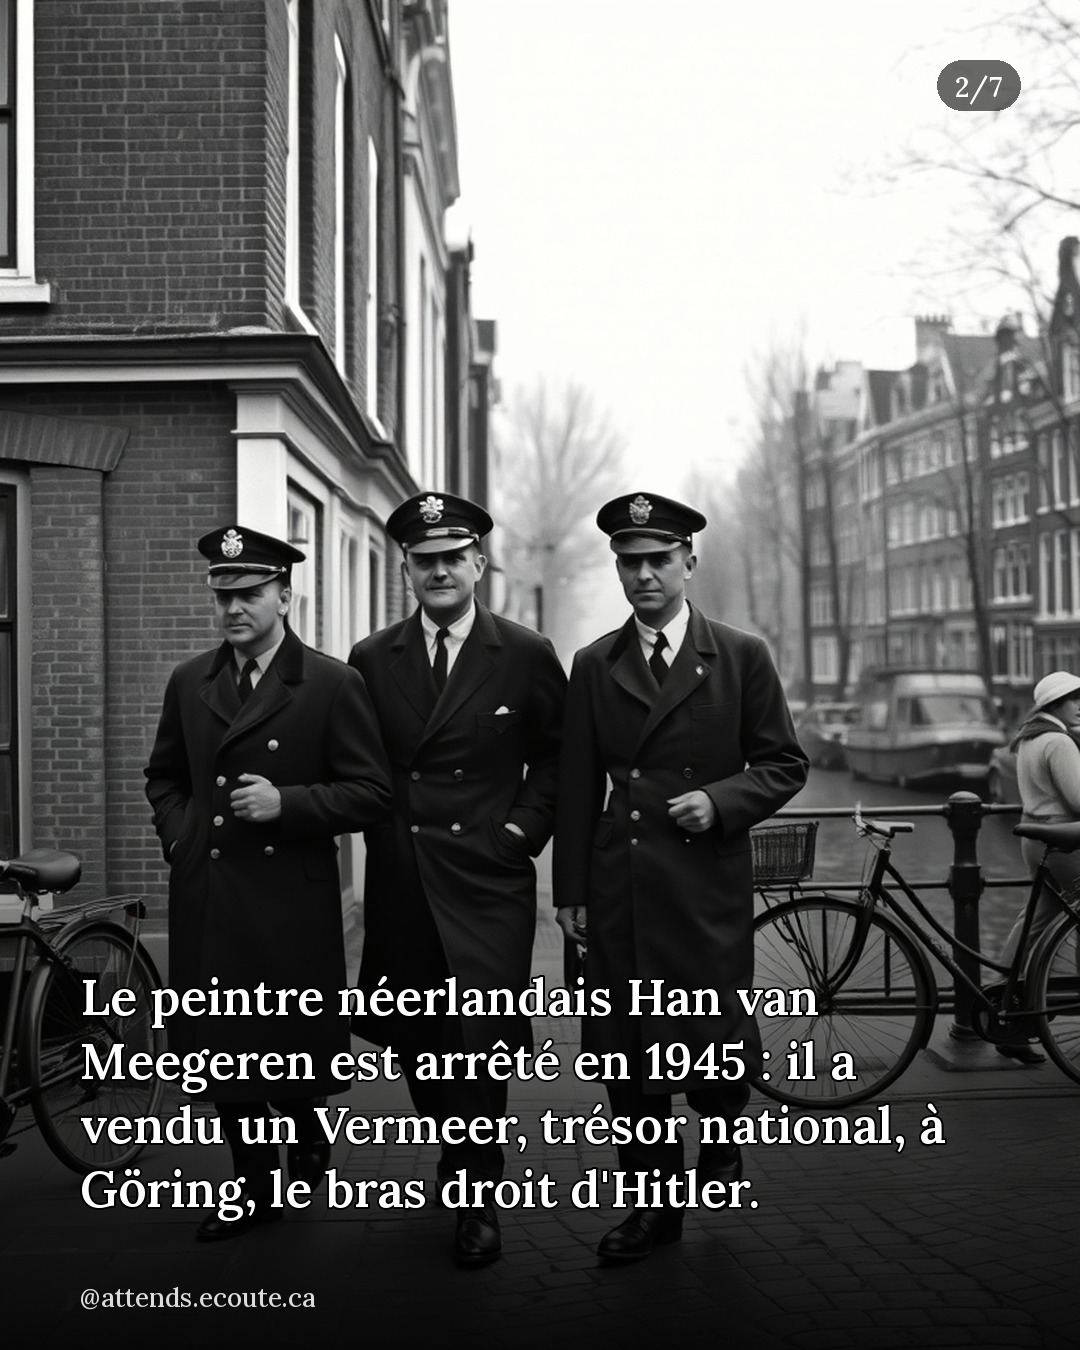 2/7
Le peintre néerlandais Han van
Meegeren est arrêté en 1945 : il a
vendu un Vermeer, trésor national, à
Göring, le bras droit d'Hitler.
@attends.ecoute.ca